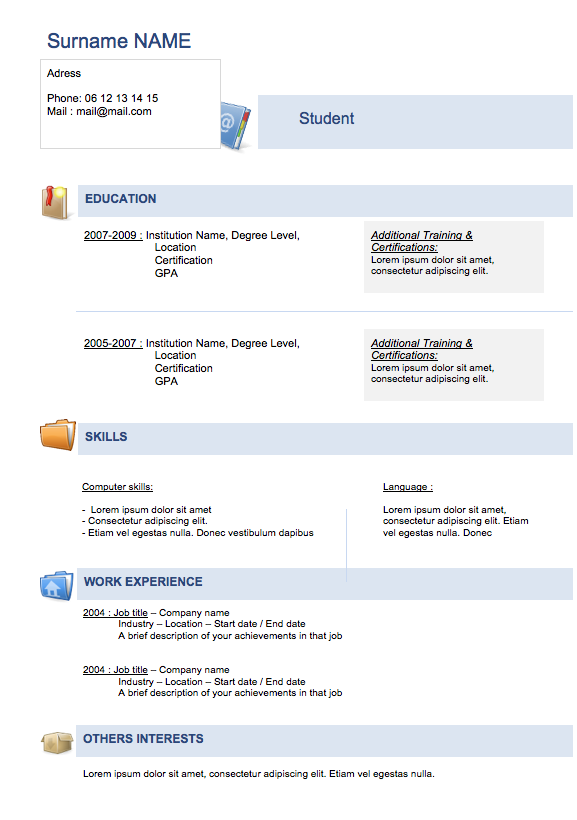 Surname NAME
Adress
Phone: 06 12 13 14 15
Mail : mail@mail.com
@
Student
EDUCATION
2007-2009 : Institution Name, Degree Level,
Location
Certification
GPA
Additional Training &
Certifications:
Lorem ipsum dolor sit amet,
consectetur adipiscing elit.
2005-2007 : Institution Name, Degree Level,
Location
Certification
GPA
Additional Training &
Certifications:
Lorem ipsum dolor sit amet,
consectetur adipiscing elit.
SKILLS
Computer skills:
- Lorem ipsum dolor sit amet
- Consectetur adipiscing elit.
- Etiam vel egestas nulla. Donec vestibulum dapibus
Language :
Lorem ipsum dolor sit amet,
consectetur adipiscing elit. Etiam
vel egestas nulla. Donec
WORK EXPERIENCE
2004 : Job title – Company name
Industry – Location – Start date / End date
A brief description of your achievements in that job
2004 : Job title – Company name
Industry – Location – Start date / End date
A brief description of your achievements in that job
OTHERS INTERESTS
Lorem ipsum dolor sit amet, consectetur adipiscing elit. Etiam vel egestas nulla.